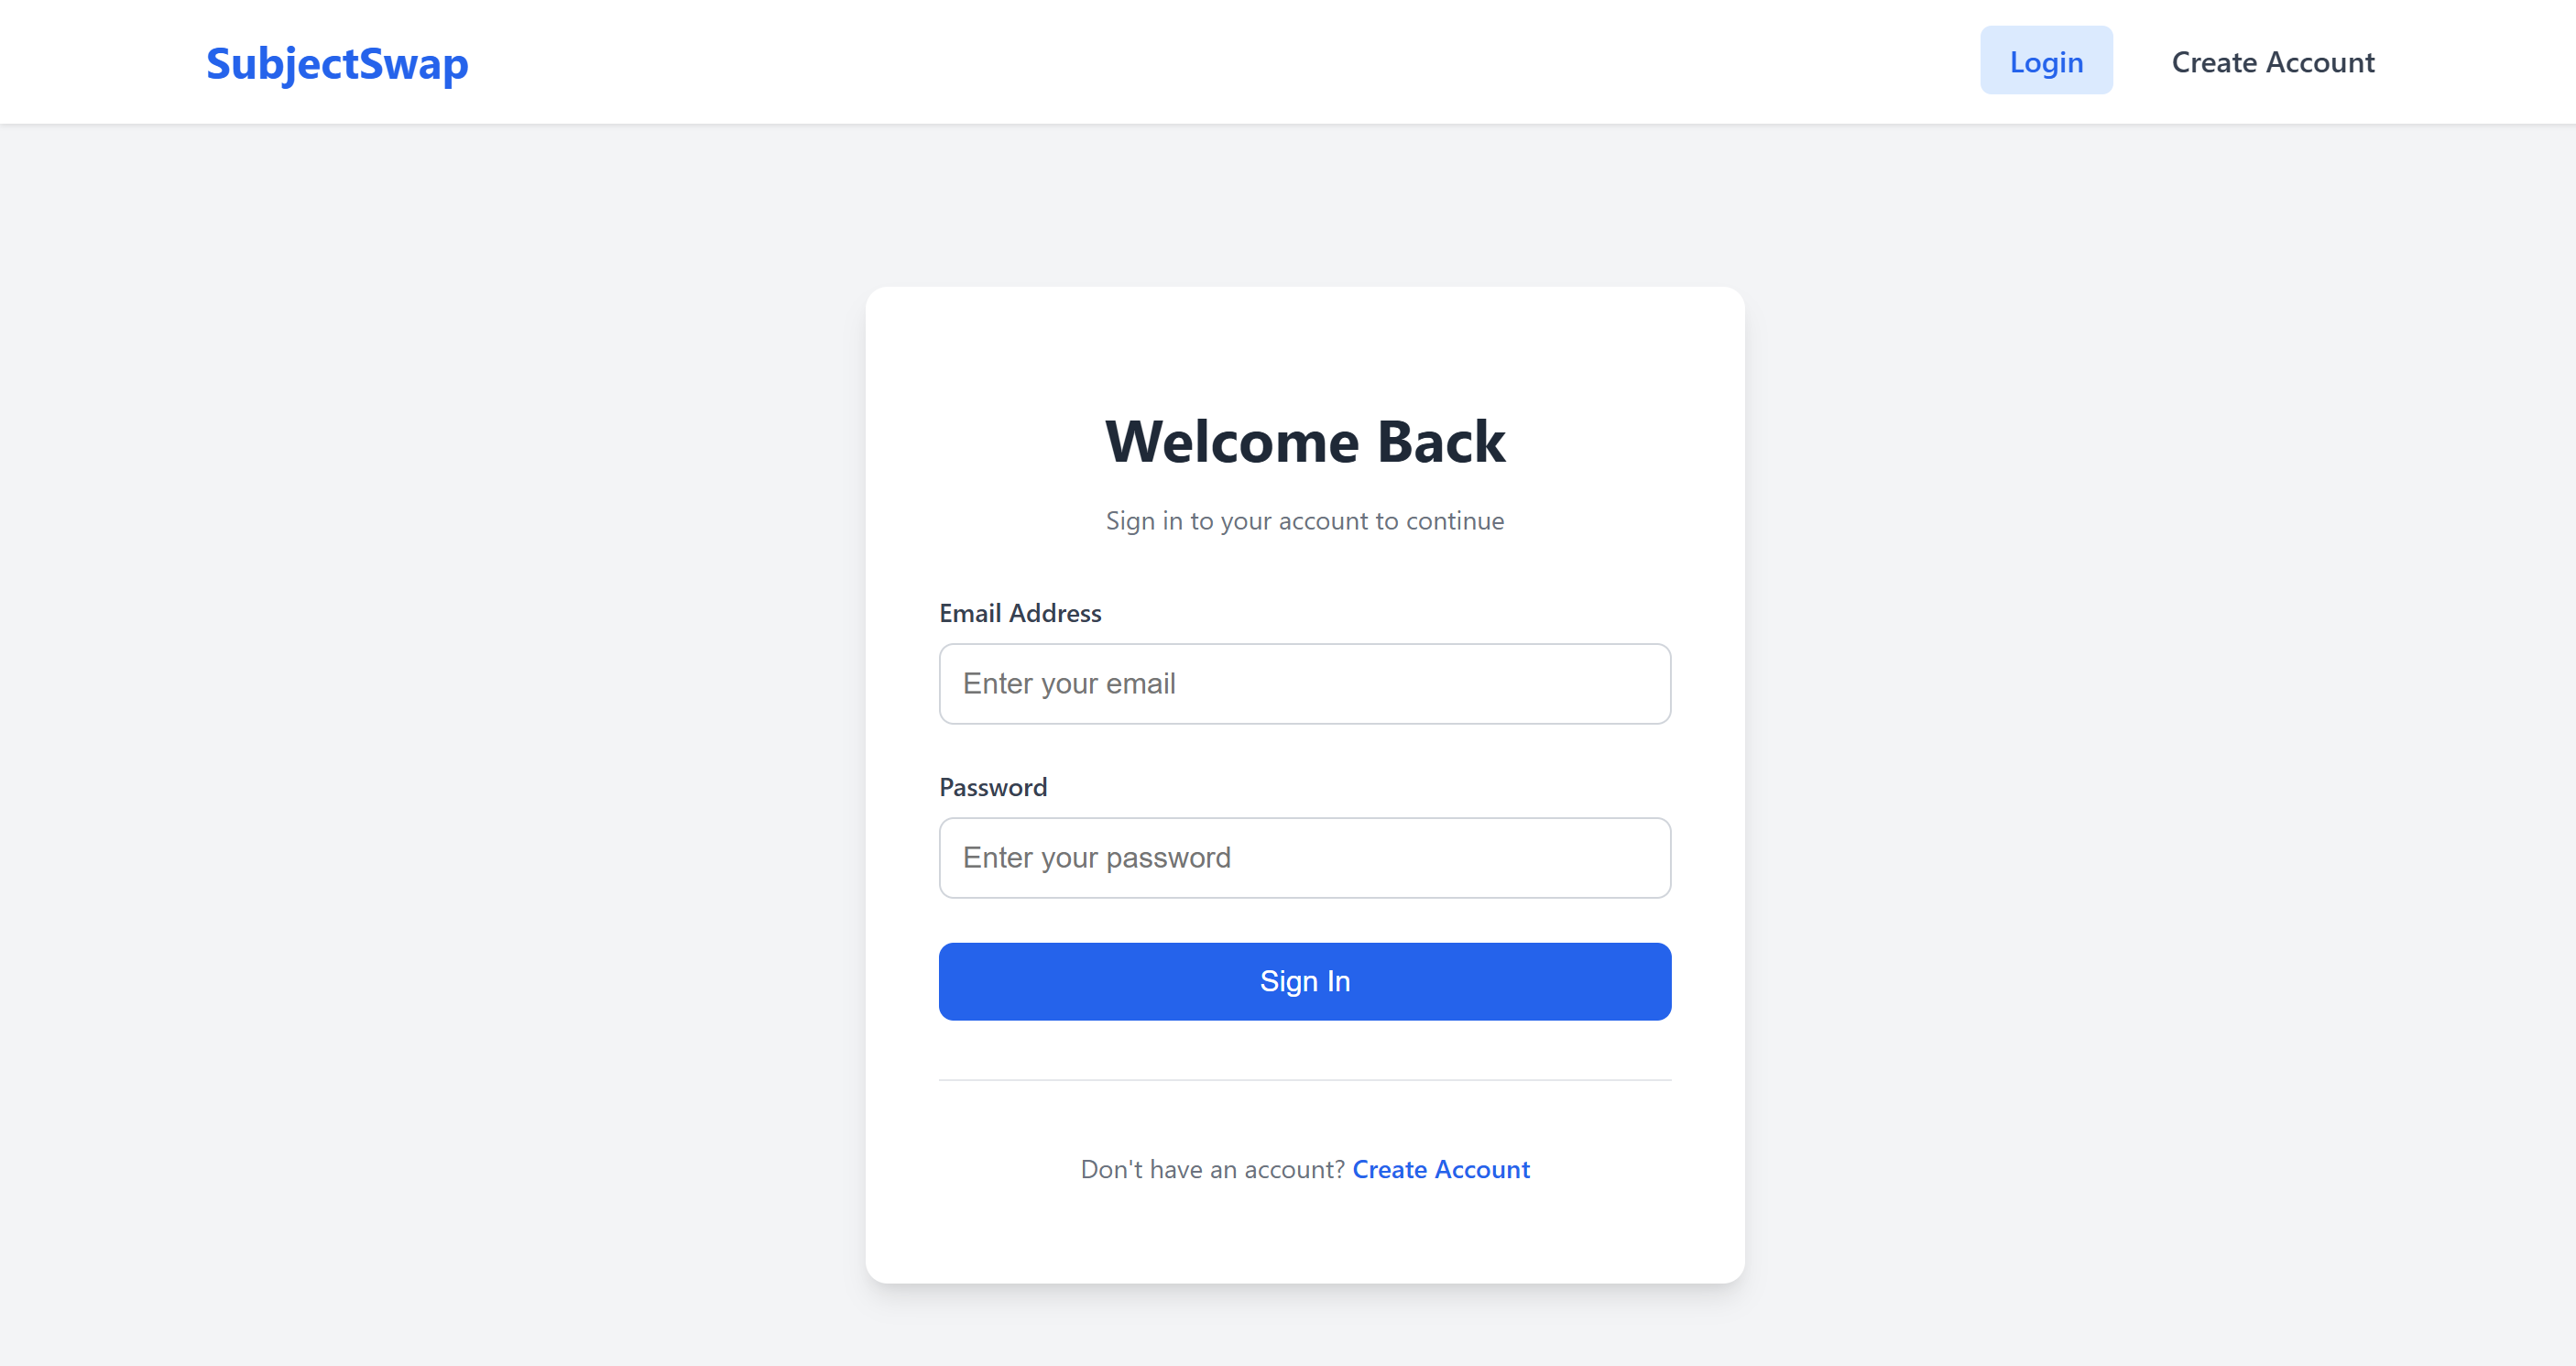 SubjectSwap
Login
Create Account
Welcome Back
Sign in to your account to continue
Email Address
Enter your email
Password
Enter your password
Sign In
Don't have an account? Create Account